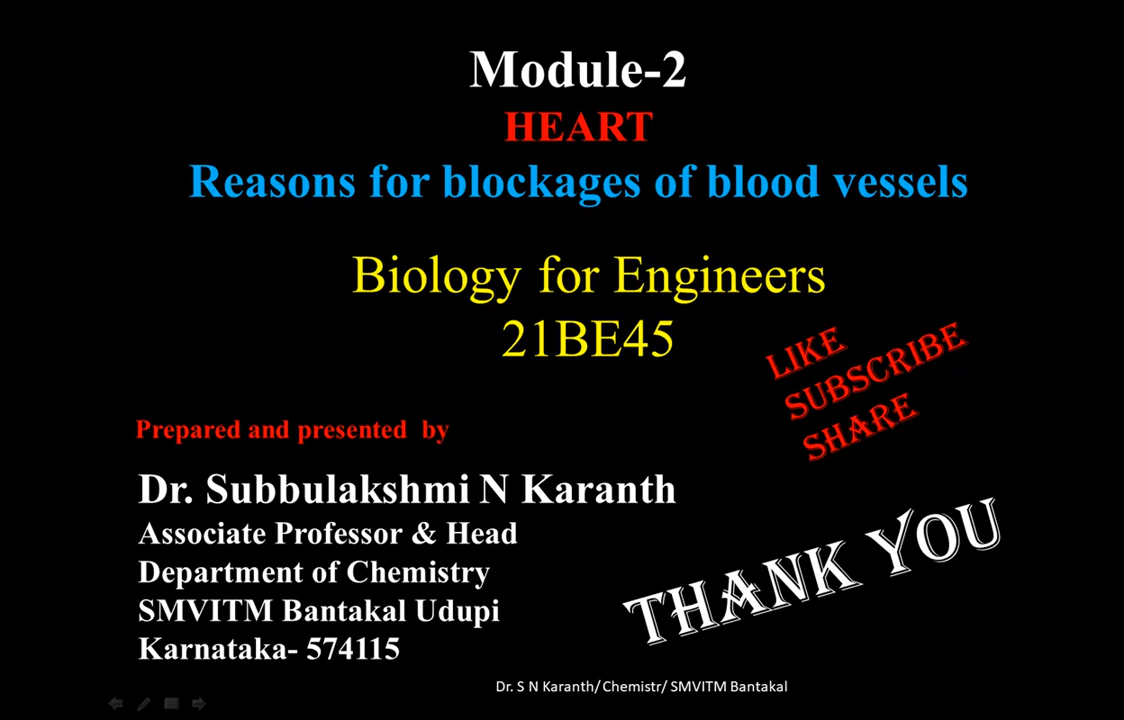 Module-2
HEART
Reasons for blockages of blood vessels
Biology for Engineers
21BE45
LIKE
SUBSCRIBE
SHARE
Prepared and presented by
Dr. Subbulakshmi N Karanth
Associate Professor & Head
Department of Chemistry
SMVITM Bantakal Udupi
Karnataka- 574115
THANK YOU
Dr. S N Karanth/ Chemistr/ SMVITM Bantakal